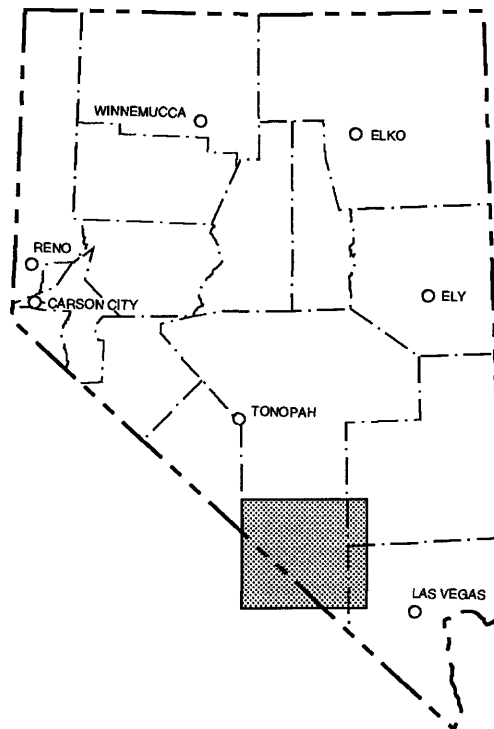 WINNEMUCCA
ELKO
RENO
CARSON CITY
ELY
TONOPAH
LAS VEGAS